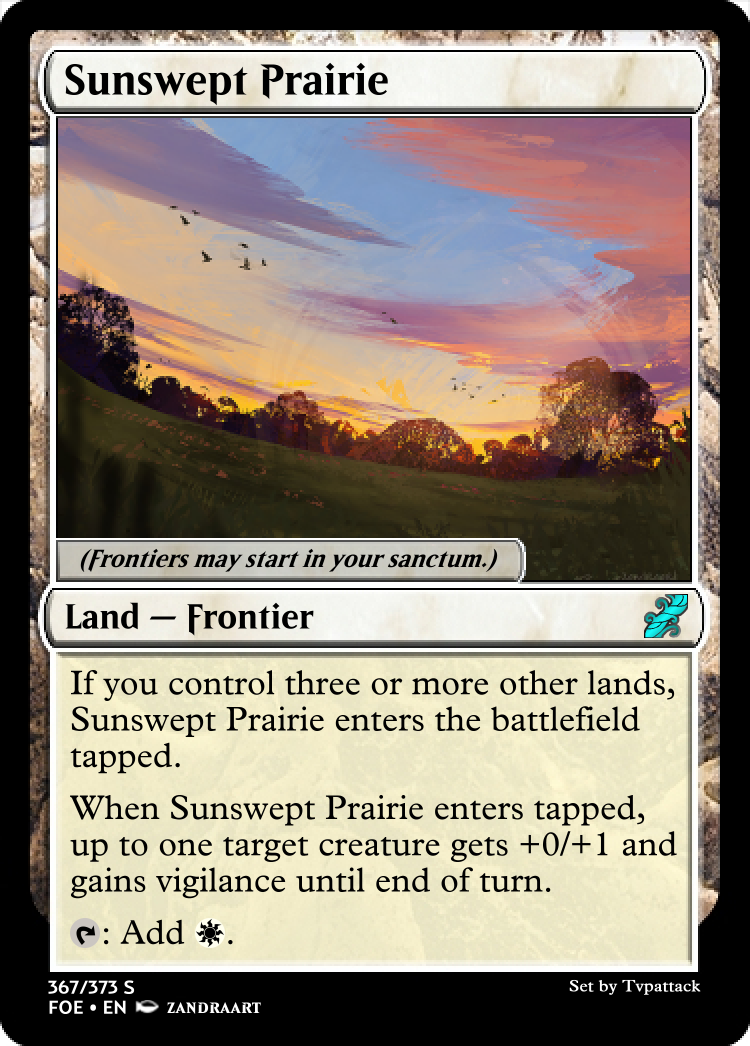 Sunswept Prairie
(Frontiers may start in your sanctum.)
Land — Frontier
If you control three or more other lands,
Sunswept Prairie enters the battlefield
tapped.
When Sunswept Prairie enters tapped,
up to one target creature gets +0/+1 and
gains vigilance until end of turn.
: Add .
367/373 S
Set by Tvpattack
FOE • EN ZANDRAART